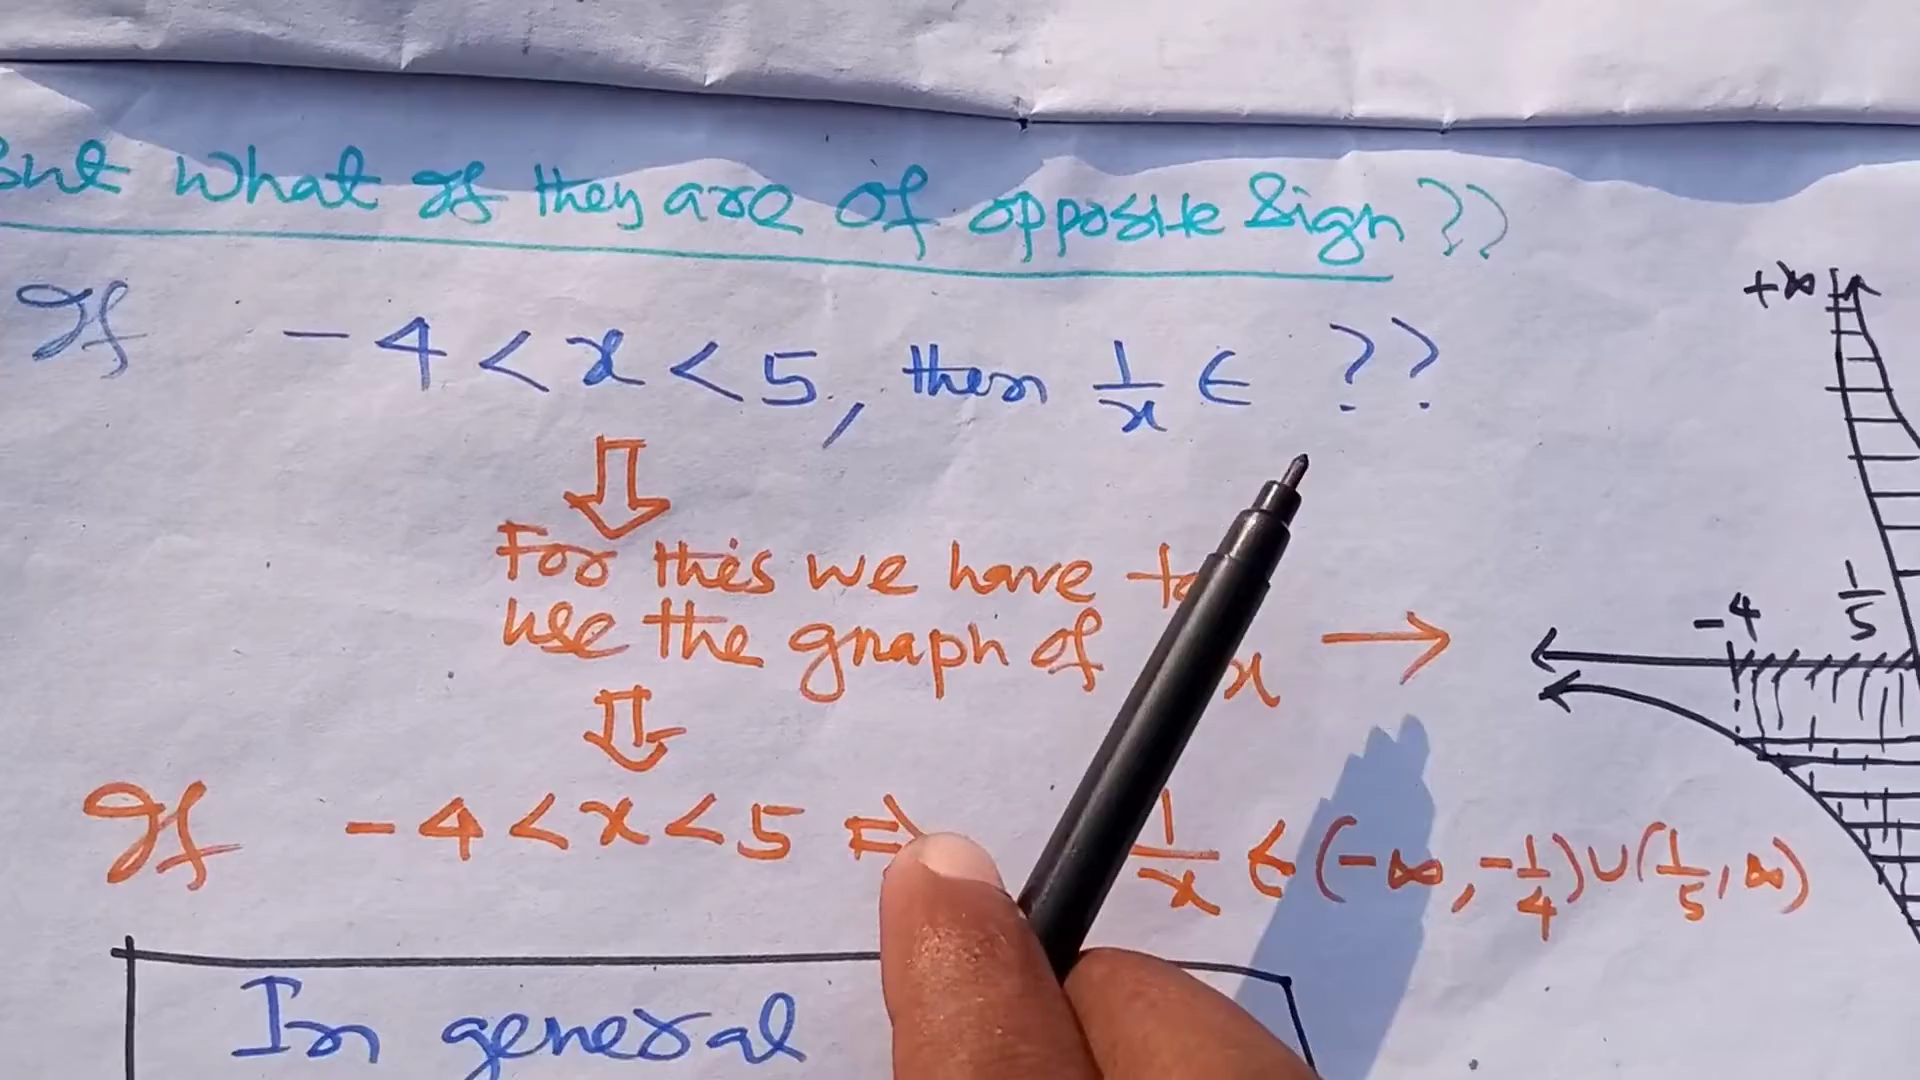 But What If they are of opposite Sign ??
If -4 < x < 5, then 1/x ∈ ??
For this we have to
use the graph of x →
If -4 < x < 5 ⇒ 1/x ∈ (-∞, -1/4) ∪ (1/5, ∞)
In general
+∞
-4 1/5